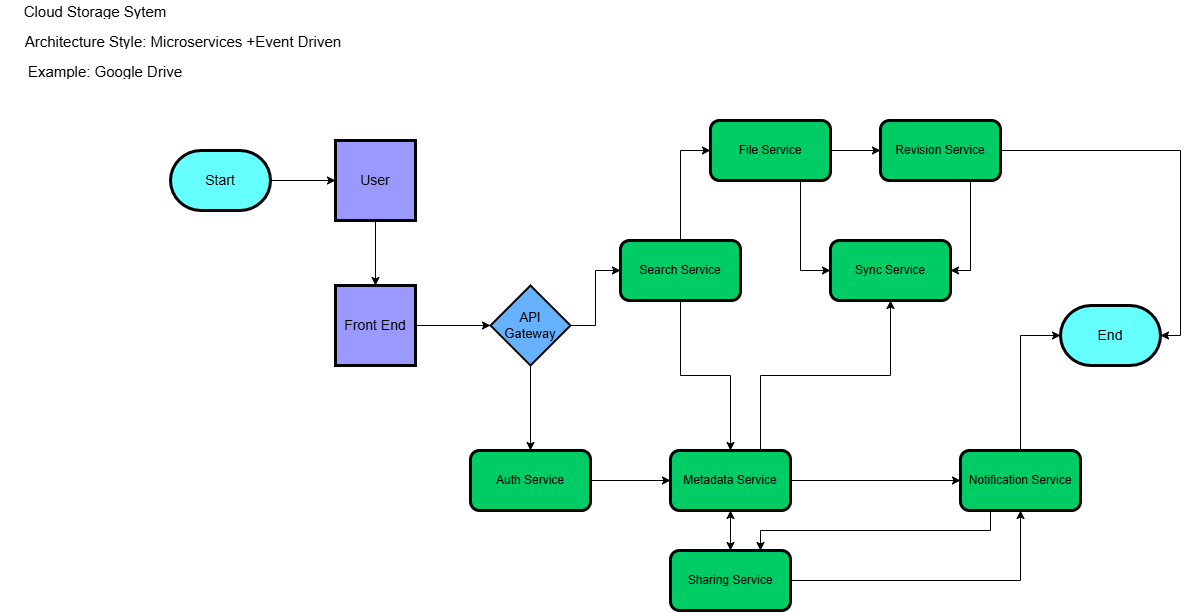 Cloud Storage Sytem
Architecture Style: Microservices +Event Driven
Example: Google Drive
File Service
Revision Service
Start
User
Search Service
Sync Service
Front End
API
Gateway
End
Auth Service
Metadata Service
Notification Service
Sharing Service